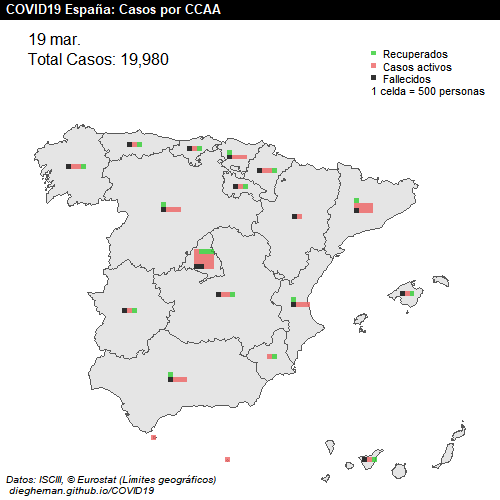 COVID19 España: Casos por CCAA
19 mar.
Total Casos: 19,980
Recuperados
Casos activos
Fallecidos
1 celda = 500 personas
Datos: ISCIII, © Eurostat (Límites geográficos)
diegheman.github.io/COVID19